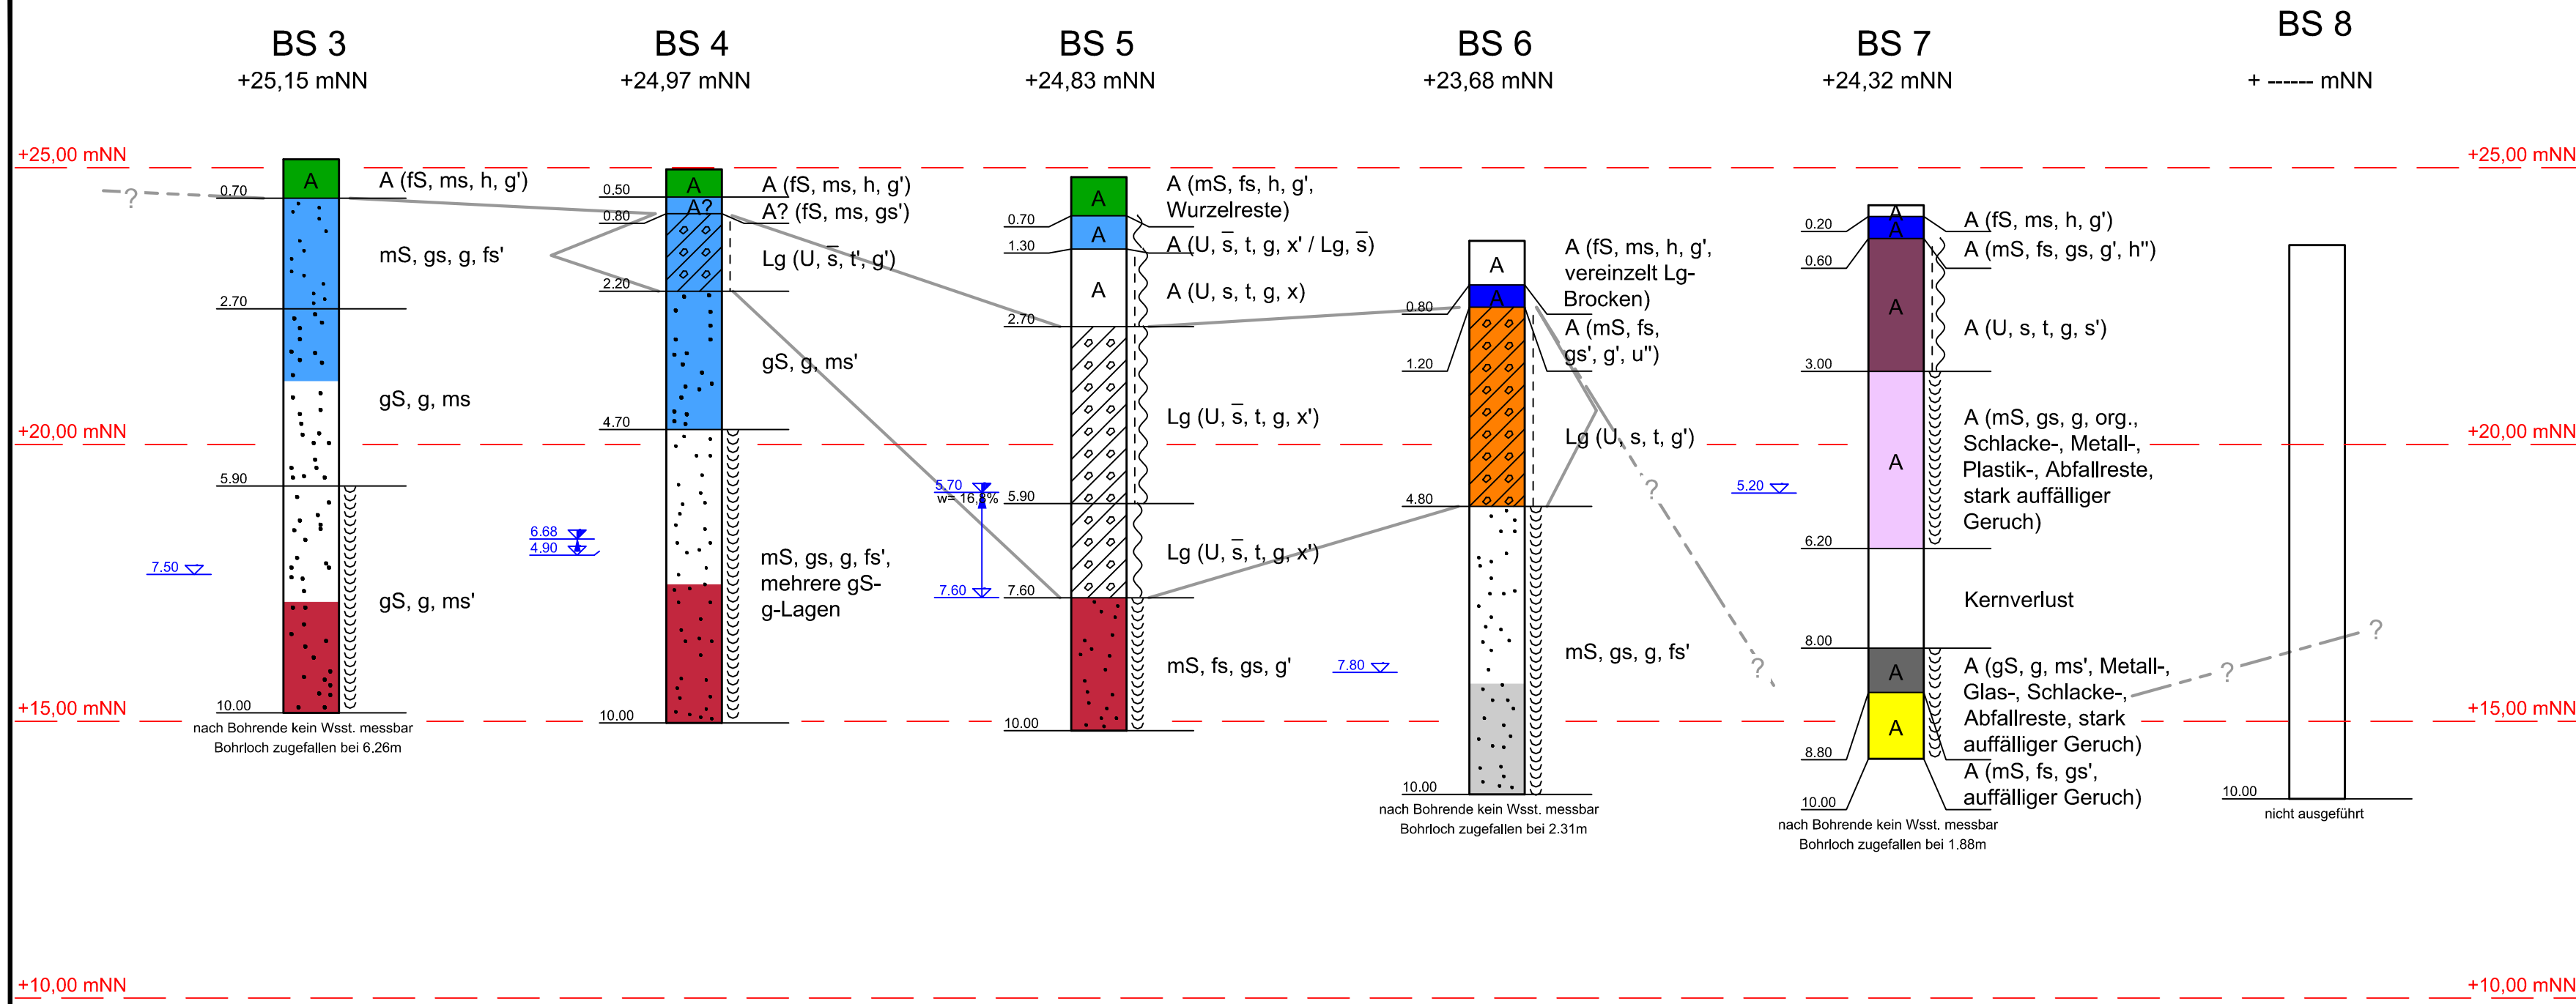 BS 3
+25,15 mNN
BS 4
+24,97 mNN
BS 5
+24,83 mNN
BS 6
+23,68 mNN
BS 7
+24,32 mNN
BS 8
+ ------ mNN
+25,00 mNN
+25,00 mNN
+20,00 mNN
+20,00 mNN
+15,00 mNN
+15,00 mNN
+10,00 mNN
+10,00 mNN
?
?
A
0.70
A (fS, ms, h, g')
mS, gs, g, fs'
2.70
gS, g, ms
5.90
7.50
gS, g, ms'
10.00
nach Bohrende kein Wsst. messbar
Bohrloch zugefallen bei 6.26m
A
0.50
A (fS, ms, h, g')
A?
0.80
A? (fS, ms, gs')
Lg (U, s̅, t', g')
2.20
gS, g, ms'
4.70
6.68
4.90
mS, gs, g, fs',
mehrere gS-
g-Lagen
10.00
A
A (mS, fs, h, g',
Wurzelreste)
0.70
A
1.30
A (U, s̅, t, g, x' / Lg, s̅)
A
A (U, s, t, g, x)
2.70
Lg (U, s̅, t, g, x')
5.70
w= 16,8%
5.90
Lg (U, s̅, t, g, x')
7.60
7.60
mS, fs, gs, g'
10.00
A
A (fS, ms, h, g',
vereinzelt Lg-
Brocken)
0.80
A
A (mS, fs,
gs', g', u'')
1.20
Lg (U, s, t, g')
4.80
mS, gs, g, fs'
7.80
10.00
nach Bohrende kein Wsst. messbar
Bohrloch zugefallen bei 2.31m
?
?
A
A (fS, ms, h, g')
0.20
A
A (mS, fs, gs, g', h'')
0.60
A
A (U, s, t, g, s')
3.00
A
A (mS, gs, g, org.,
Schlacke-, Metall-,
Plastik-, Abfallreste,
stark auffälliger
Geruch)
5.20
6.20
Kernverlust
8.00
A
A (gS, g, ms', Metall-,
Glas-, Schlacke-,
Abfallreste, stark
auffälliger Geruch)
8.80
A
A (mS, fs, gs',
auffälliger Geruch)
10.00
nach Bohrende kein Wsst. messbar
Bohrloch zugefallen bei 1.88m
?
?
10.00
nicht ausgeführt